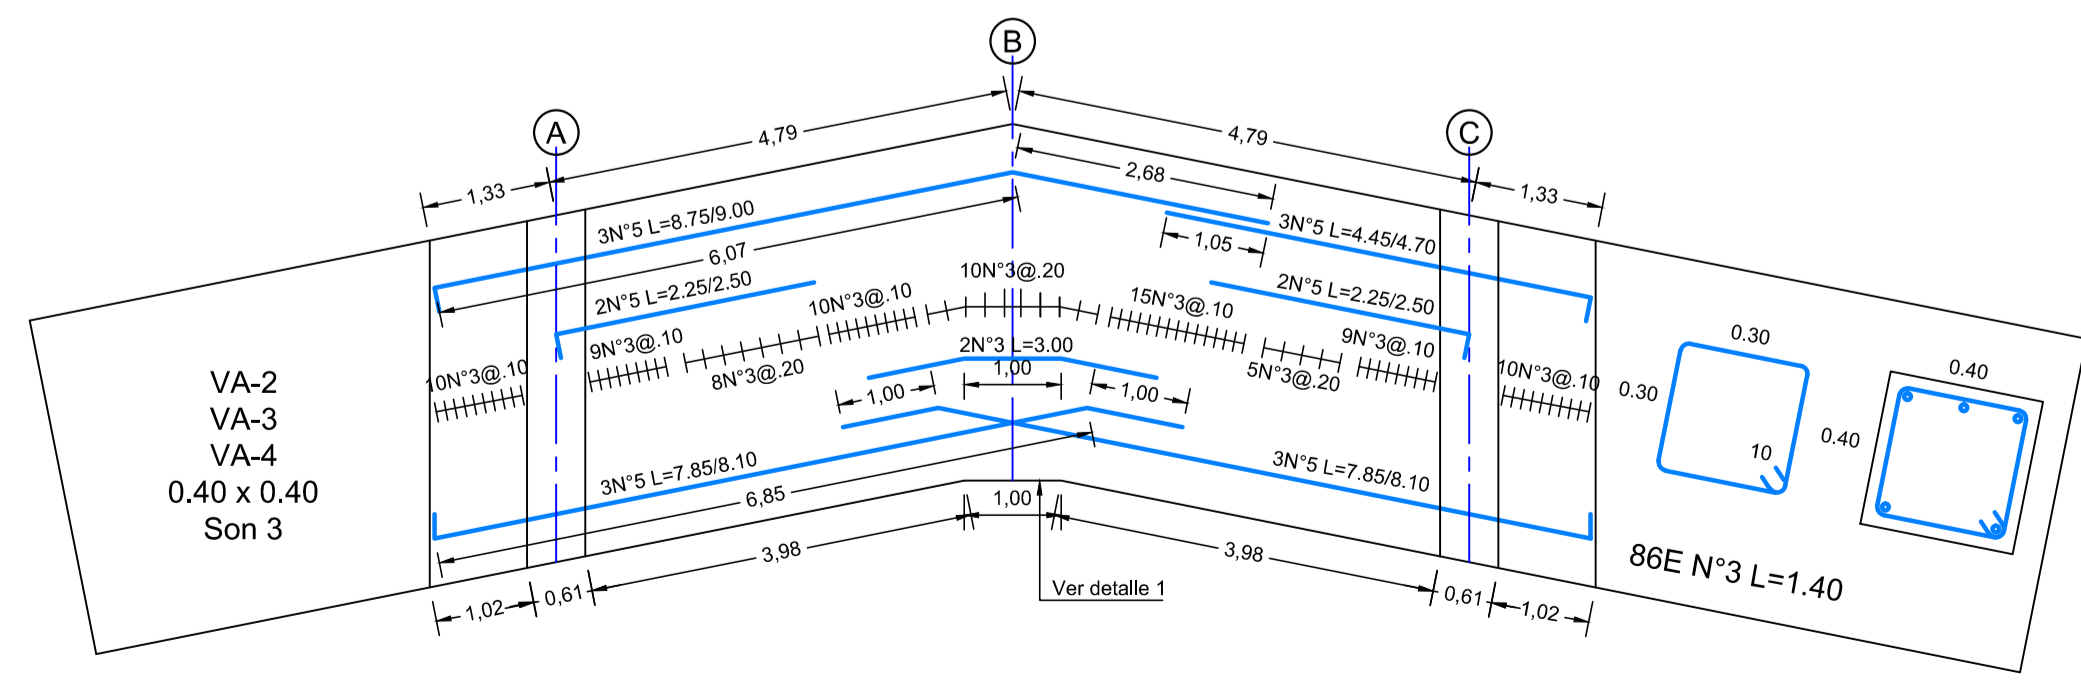 B
A
C
4,79
4,79
1,33
2,68
1,33
3N°5 L=8.75/9.00
3N°5 L=4.45/4.70
6,07
1,05
2N°5 L=2.25/2.50
10N°3@.20
2N°5 L=2.25/2.50
10N°3@.10
15N°3@.10
9N°3@.10
9N°3@.10
10N°3@.10
8N°3@.20
2N°3 L=3.00
5N°3@.20
10N°3@.10
1,00
1,00
1,00
VA-2
VA-3
VA-4
0.40 x 0.40
Son 3
3N°5 L=7.85/8.10
3N°5 L=7.85/8.10
6,85
1,00
3,98
3,98
Ver detalle 1
1,02
0,61
0,61
1,02
0.30
0.30
10
0.40
0.40
86E N°3 L=1.40